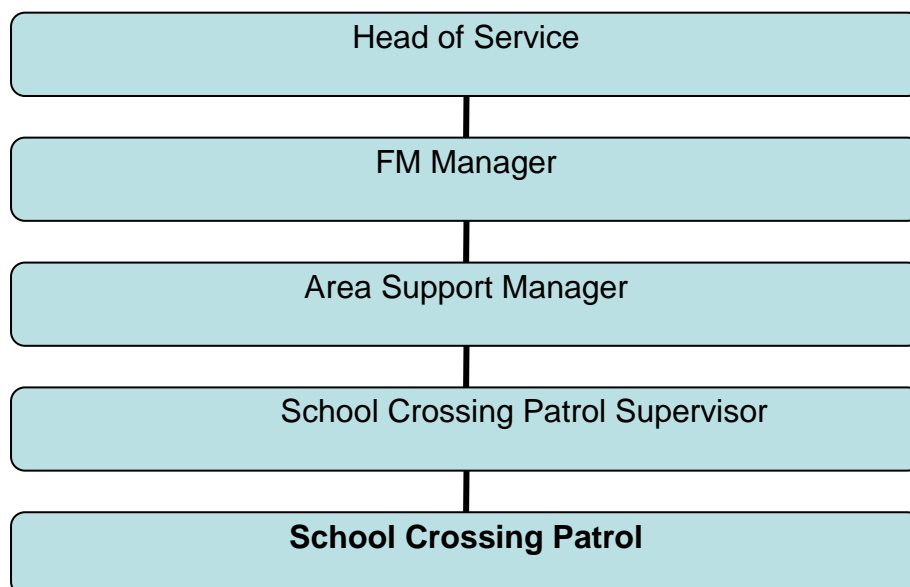 Head of Service
FM Manager
Area Support Manager
School Crossing Patrol Supervisor
School Crossing Patrol